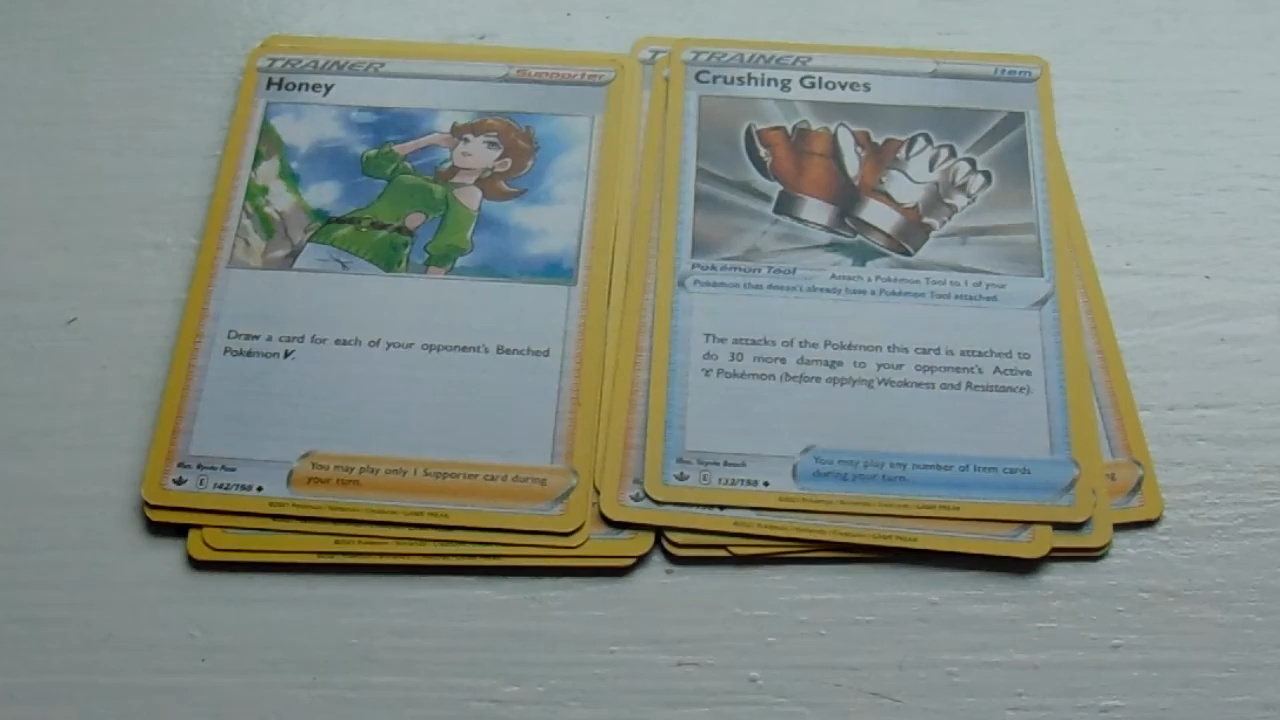 TRAINER
Supporter
Honey
Draw a card for each of your opponent's Benched
Pokémon V.
You may play only 1 Supporter card during
your turn.
E 142/198
T
TRAINER
Item
Crushing Gloves
Pokémon Tool
Attach a Pokémon Tool to 1 of your
Pokémon that doesn't already have a Pokémon Tool attached.
The attacks of the Pokémon this card is attached to
do 30 more damage to your opponent's Active
Pokémon (before applying Weakness and Resistance).
You may play any number of Item cards
during your turn.
E 133/198